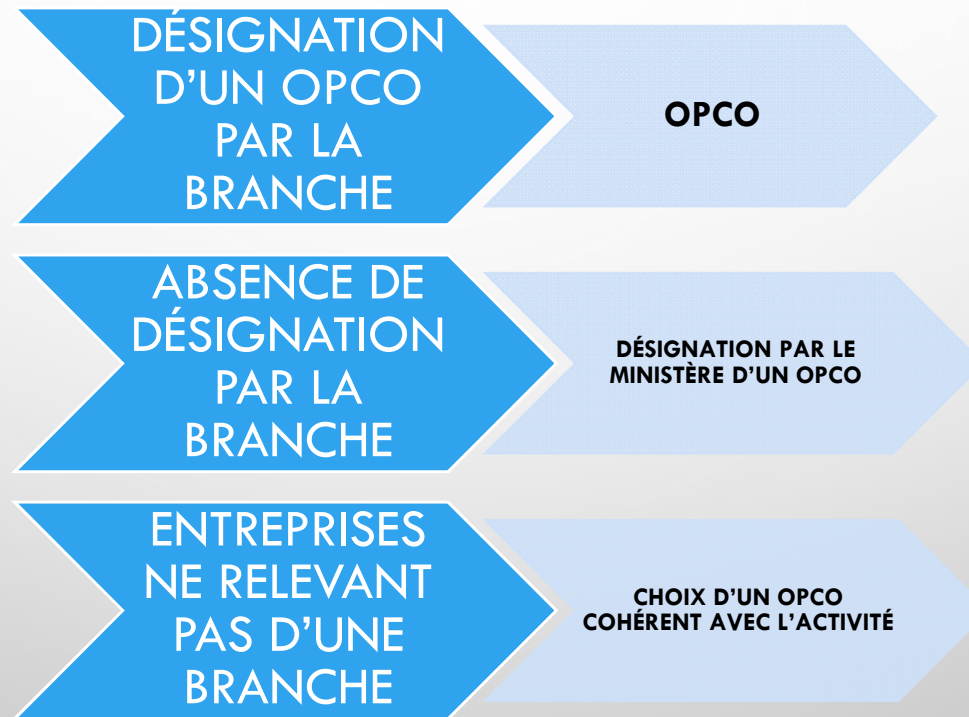 DÉSIGNATION
D’UN OPCO
PAR LA
BRANCHE
OPCO
ABSENCE DE
DÉSIGNATION
PAR LA
BRANCHE
DÉSIGNATION PAR LE
MINISTÈRE D’UN OPCO
ENTREPRISES
NE RELEVANT
PAS D’UNE
BRANCHE
CHOIX D’UN OPCO
COHÉRENT AVEC L’ACTIVITÉ